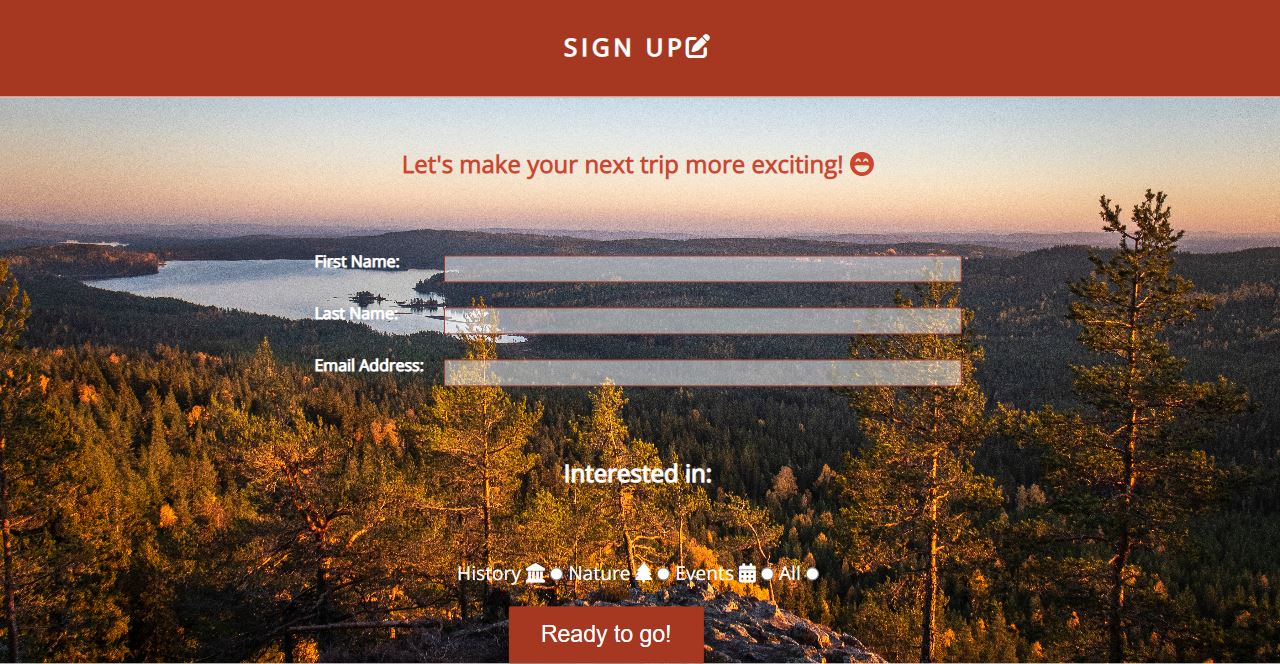 SIGN UP
Let's make your next trip more exciting!
First Name:
Last Name:
Email Address:
Interested in:
History Nature Events All
Ready to go!